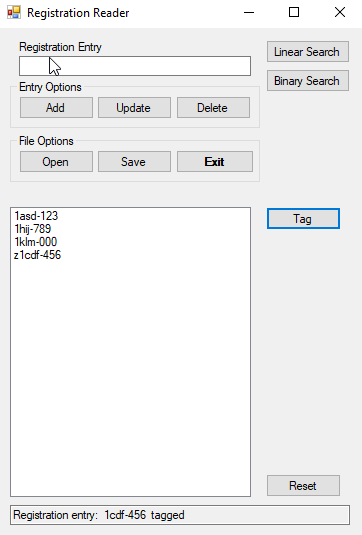 Registration Reader
Registration Entry
Linear Search
Binary Search
Entry Options
Add Update Delete
File Options
Open Save Exit
1asd-123
1hij-789
1klm-000
z1cdf-456
Tag
Reset
Registration entry: 1cdf-456 tagged